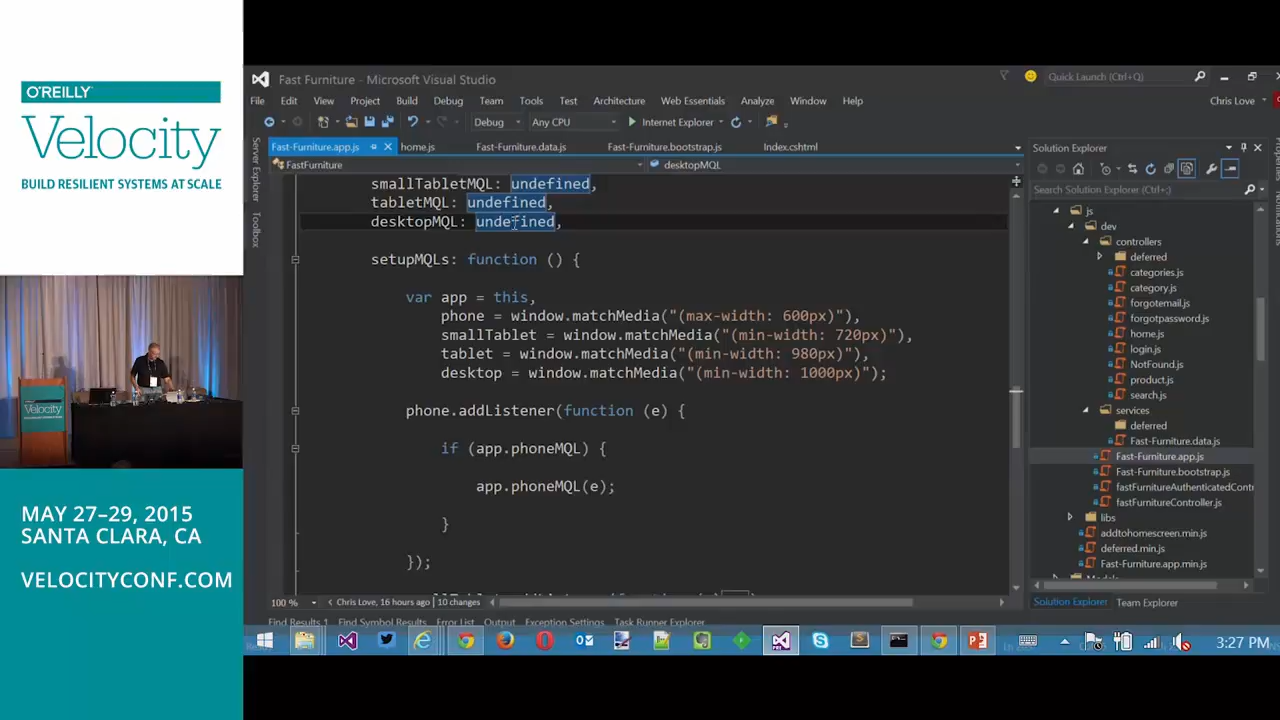 O'REILLY
Velocity
BUILD RESILIENT SYSTEMS AT SCALE
Velocity
MAY 27–29, 2015
SANTA CLARA, CA
VELOCITYCONF.COM
Fast Furniture - Microsoft Visual Studio
Quick Launch (Ctrl+Q)
File Edit View Project Build Debug Team Tools Test Architecture Web Essentials Analyze Window Help
Chris Love
Debug Any CPU Internet Explorer
Fast-Furniture.app.js home.js Fast-Furniture.data.js Fast-Furniture.bootstrap.js Index.cshtml
FastFurniture desktopMQL
Server Explorer
Toolbox
smallTabletMQL: undefined,
tabletMQL: undefined,
desktopMQL: undefined,
setupMQLs: function () {
var app = this,
phone = window.matchMedia("(max-width: 600px)"),
smallTablet = window.matchMedia("(min-width: 720px)"),
tablet = window.matchMedia("(min-width: 980px)"),
desktop = window.matchMedia("(min-width: 1000px)");
phone.addListener(function (e) {
if (app.phoneMQL) {
app.phoneMQL(e);
}
});
100 % Chris Love, 16 hours ago | 10 changes
Find Results 1 Find Symbol Results Error List Output Exception Settings Task Runner Explorer
Solution Explorer
Search Solution Explorer (Ctrl+;)
js
dev
controllers
deferred
categories.js
category.js
forgotemail.js
forgotpassword.js
home.js
login.js
NotFound.js
product.js
search.js
services
deferred
Fast-Furniture.data.js
Fast-Furniture.app.js
Fast-Furniture.bootstrap.js
fastFurnitureAuthenticatedContr
fastFurnitureController.js
libs
addtohomescreen.min.js
deferred.min.js
Fast-Furniture.app.min.js
Models
Solution Explorer Team Explorer
3:27 PM